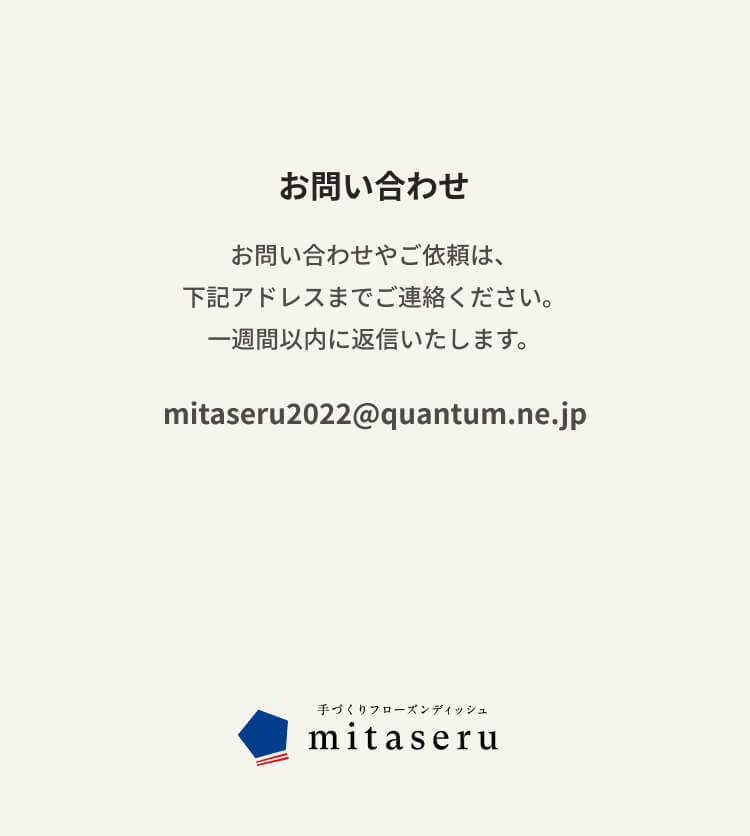 お問い合わせ
お問い合わせやご依頼は、
下記アドレスまでご連絡ください。
一週間以内に返信いたします。
mitaseru2022@quantum.ne.jp
手づくりフローズンディッシュ
mitaseru